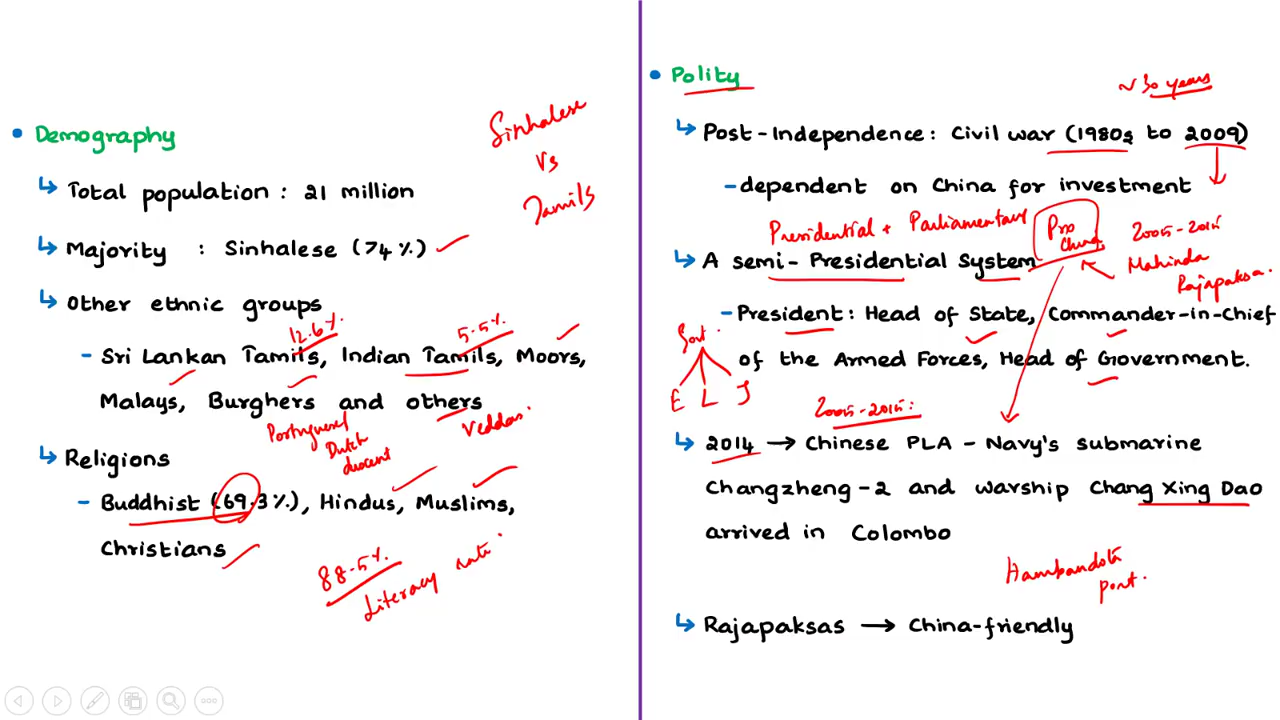 • Demography
↳ Total population : 21 million
↳ Majority : Sinhalese (74%)
↳ Other ethnic groups
12.6%
5.5%
– Sri Lankan Tamils, Indian Tamils, Moors,
Malays, Burghers and others
Portuguese/
Dutch
descent
Veddas
↳ Religions
– Buddhist (69.3%), Hindus, Muslims,
Christians
88.5%
Literacy rate
Sinhalese
Vs
Tamils
• Polity
~ 30 years
↳ Post-Independence : Civil war (1980s to 2009)
– dependent on China for investment
Presidential + Parliamentary
Pro
China
2005-2015
Mahinda
Rajapaksa.
↳ A semi-Presidential System
– President : Head of State, Commander-in-Chief
of the Armed Forces, Head of Government.
Govt.
E L J
2005-2015:
↳ 2014 → Chinese PLA – Navy's submarine
Changzheng-2 and warship Chang Xing Dao
arrived in Colombo
Hambandota
port.
↳ Rajapaksas → China-friendly